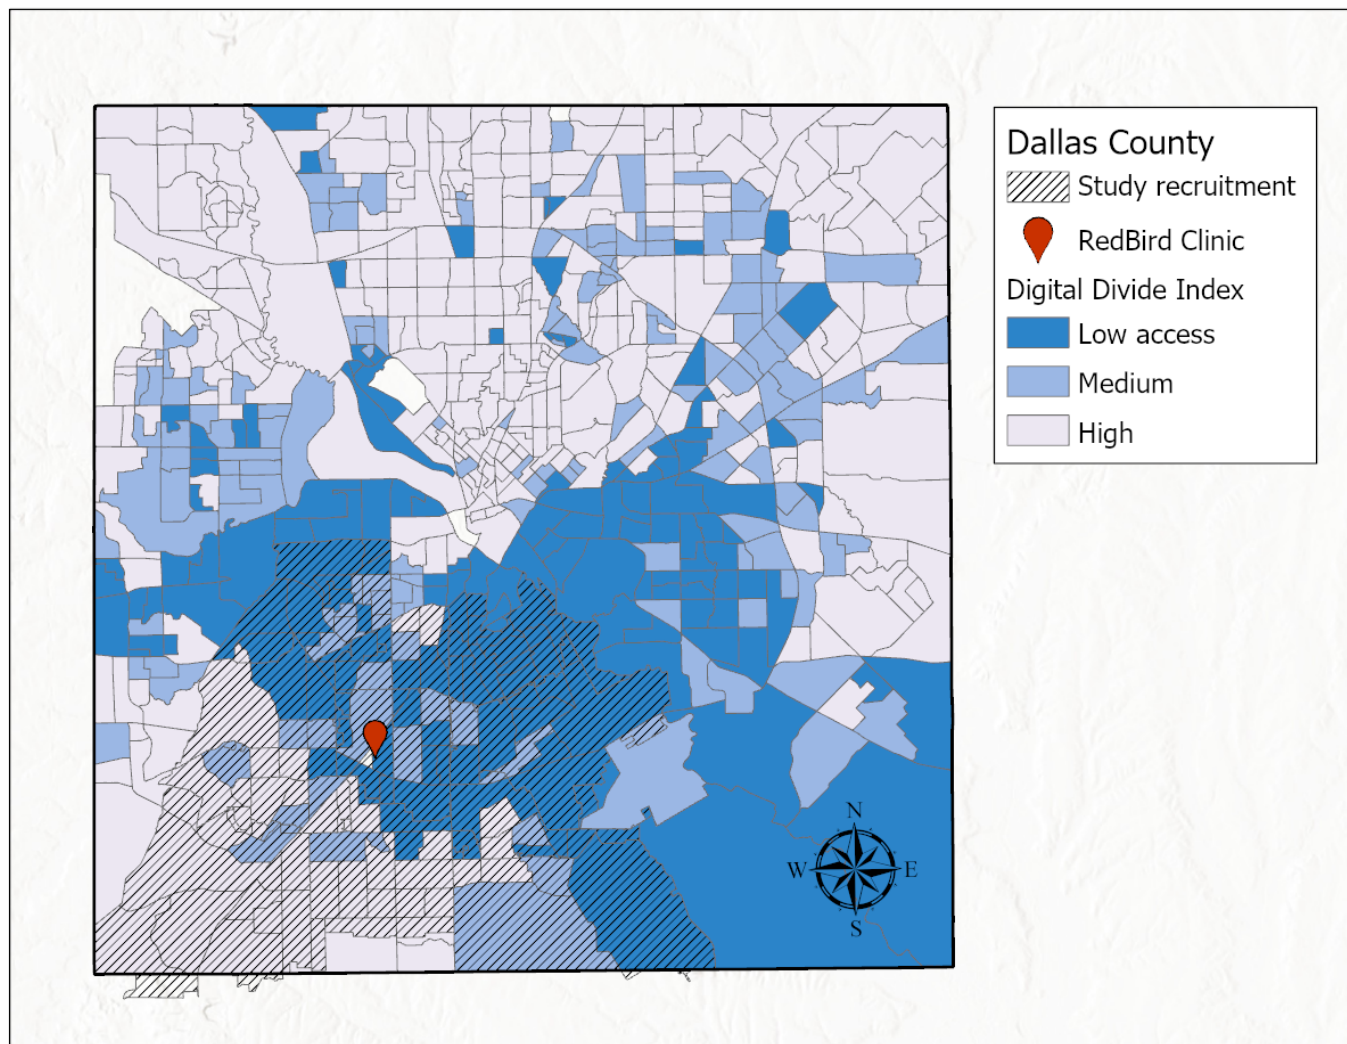 Dallas County
Study recruitment
RedBird Clinic
Digital Divide Index
Low access
Medium
High
N
W E
S